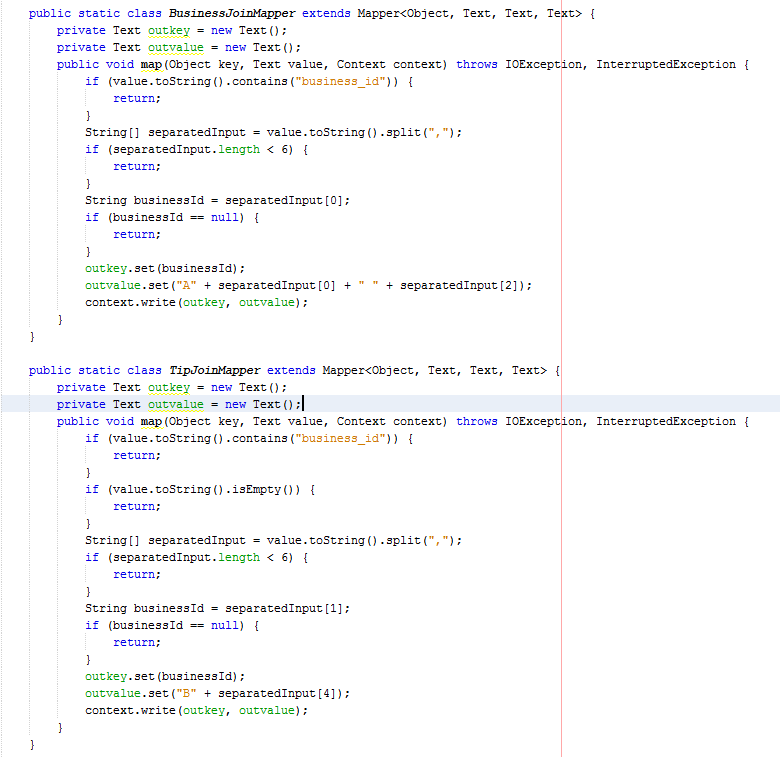 public static class BusinessJoinMapper extends Mapper<Object, Text, Text, Text> {
    private Text outkey = new Text();
    private Text outvalue = new Text();
    public void map(Object key, Text value, Context context) throws IOException, InterruptedException {
        if (value.toString().contains("business_id")) {
            return;
        }
        String[] separatedInput = value.toString().split(",");
        if (separatedInput.length < 6) {
            return;
        }
        String businessId = separatedInput[0];
        if (businessId == null) {
            return;
        }
        outkey.set(businessId);
        outvalue.set("A" + separatedInput[0] + " " + separatedInput[2]);
        context.write(outkey, outvalue);
    }
}

public static class TipJoinMapper extends Mapper<Object, Text, Text, Text> {
    private Text outkey = new Text();
    private Text outvalue = new Text();
    public void map(Object key, Text value, Context context) throws IOException, InterruptedException {
        if (value.toString().contains("business_id")) {
            return;
        }
        if (value.toString().isEmpty()) {
            return;
        }
        String[] separatedInput = value.toString().split(",");
        if (separatedInput.length < 6) {
            return;
        }
        String businessId = separatedInput[1];
        if (businessId == null) {
            return;
        }
        outkey.set(businessId);
        outvalue.set("B" + separatedInput[4]);
        context.write(outkey, outvalue);
    }
}